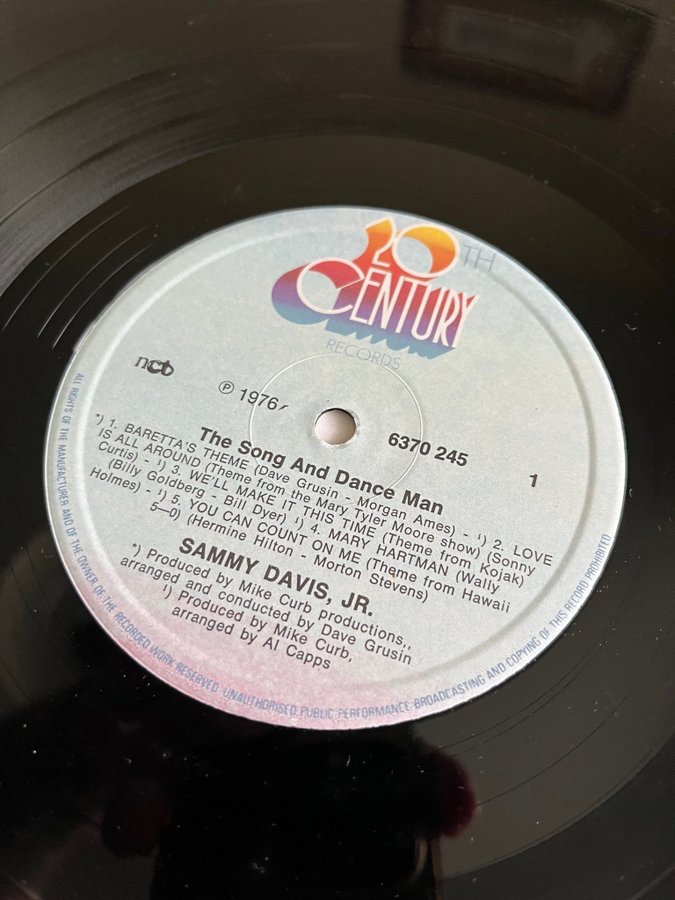 20TH
CENTURY
RECORDS
ncb
℗ 1976
6370 245
1
The Song And Dance Man
*) 1. BARETTA'S THEME (Dave Grusin - Morgan Ames) - ¹) 2. LOVE
IS ALL AROUND (Theme from the Mary Tyler Moore show) (Sonny
Curtis) - ¹) 3. WE'LL MAKE IT THIS TIME (Theme from Kojak)
(Billy Goldberg - Bill Dyer) ¹) 4. MARY HARTMAN (Wally
Holmes) - ¹) 5. YOU CAN COUNT ON ME (Theme from Hawaii
5—0) (Hermine Hilton - Morton Stevens)
SAMMY DAVIS, JR.
*) Produced by Mike Curb productions,,
arranged and conducted by Dave Grusin
¹) Produced by Mike Curb,
arranged by Al Capps
ALL RIGHTS OF THE MANUFACTURER AND OF THE OWNER OF THE RECORDED WORK RESERVED UNAUTHORISED PUBLIC PERFORMANCE BROADCASTING AND COPYING OF THIS RECORD PROHIBITED